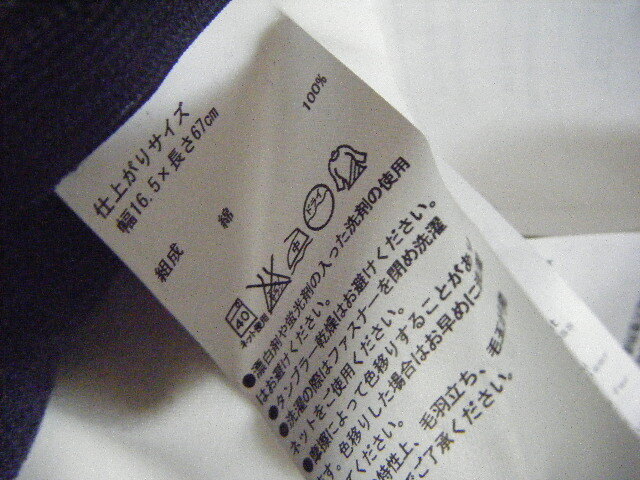 仕上がりサイズ
幅16.5×長さ67cm
組成 綿 100%
40
ネット使用
中
ドライ
●漂白剤や蛍光剤の入った洗剤の使用
はお避けください。
●タンブラー乾燥はお避けください。
●洗濯の際はファスナーを閉め洗濯
ネットをご使用ください。
●摩擦によって色移りすることがあ
す。色移りした場合はお早めに
てください。
特性上、毛羽立ち、毛玉
ご了承ください。